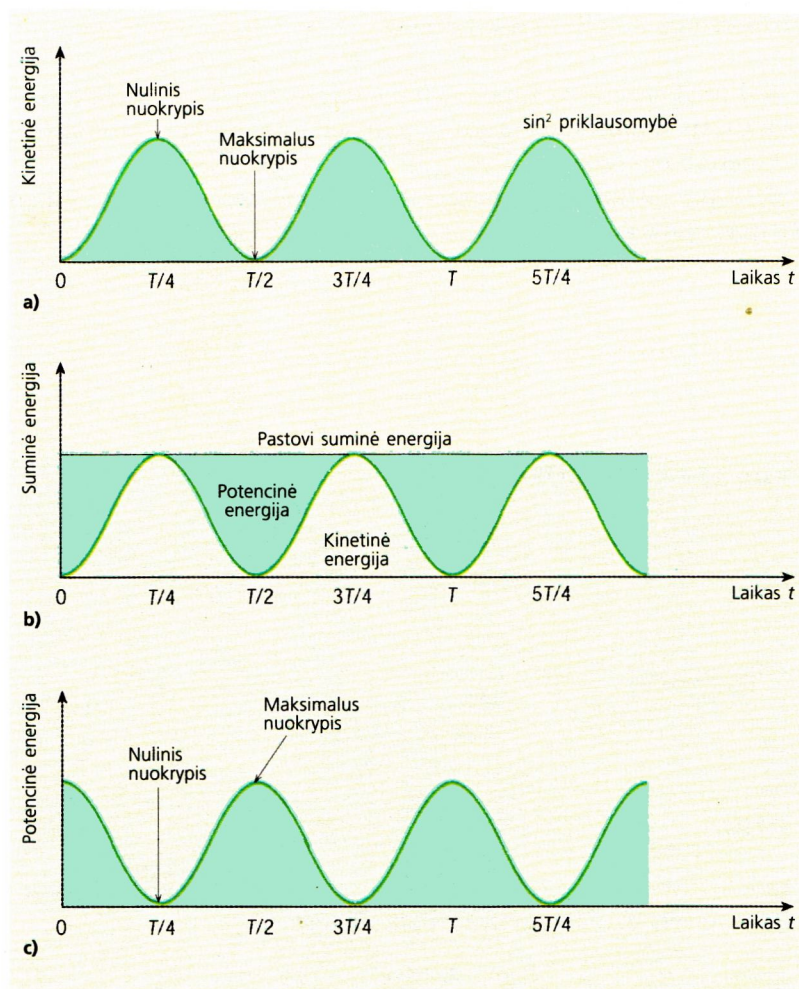 Kinetinė energija
Nulinis
nuokrypis
Maksimalus
nuokrypis
sin² priklausomybė
0
T/4
T/2
3T/4
T
5T/4
Laikas t
a)
Suminė energija
Pastovi suminė energija
Potencinė
energija
Kinetinė
energija
0
T/4
T/2
3T/4
T
5T/4
Laikas t
b)
Potencinė energija
Maksimalus
nuokrypis
Nulinis
nuokrypis
0
T/4
T/2
3T/4
T
5T/4
Laikas t
c)